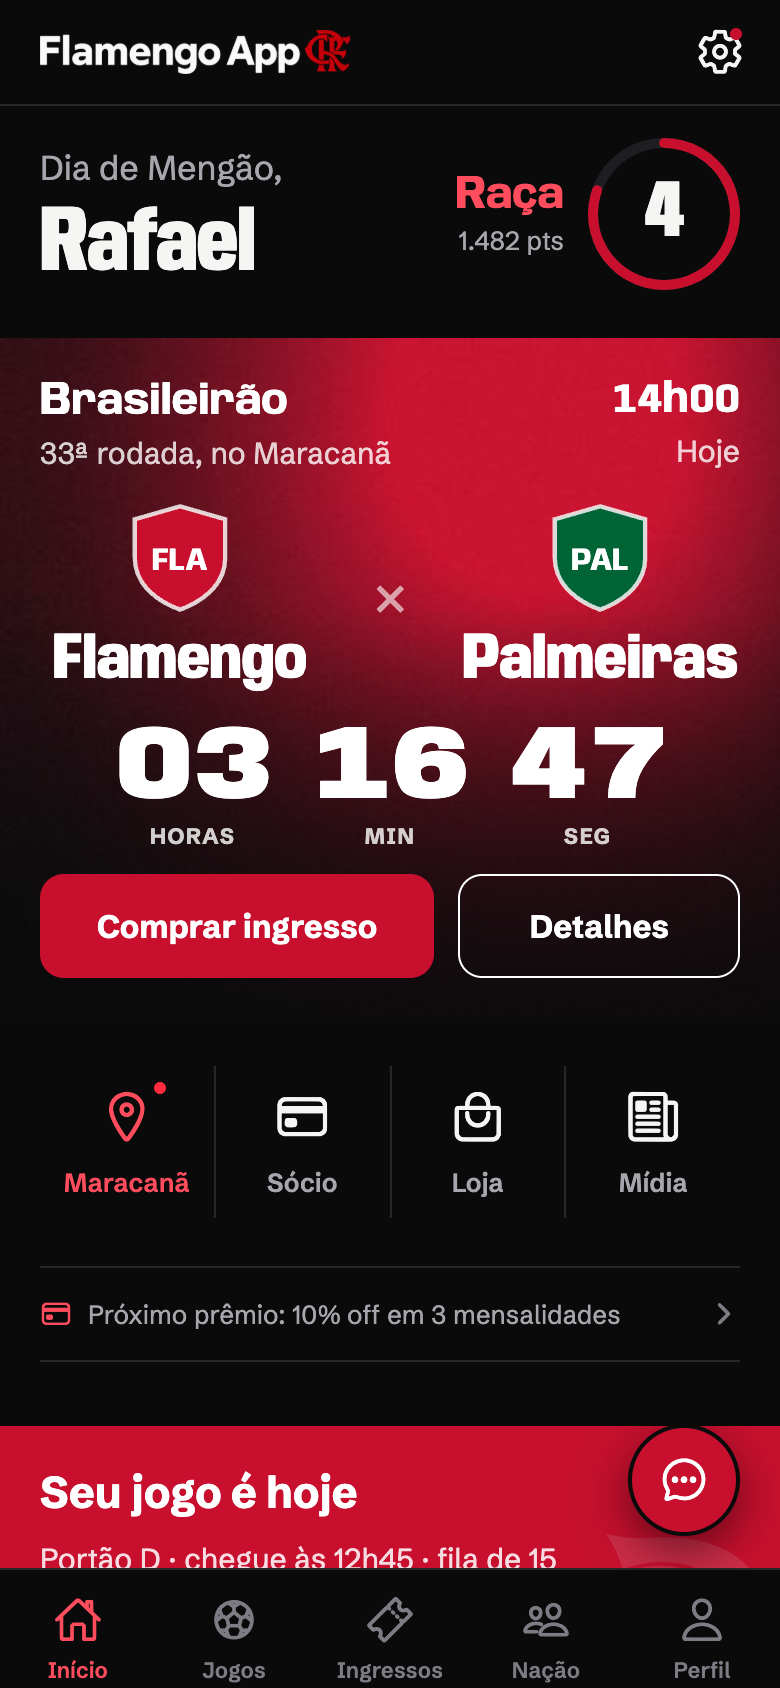 Flamengo App
Dia de Mengão,
Rafael
Raça
1.482 pts
4
Brasileirão
14h00
33ª rodada, no Maracanã
Hoje
FLA
PAL
×
Flamengo
Palmeiras
03 16 47
HORAS MIN SEG
Comprar ingresso
Detalhes
Maracanã
Sócio
Loja
Mídia
Próximo prêmio: 10% off em 3 mensalidades
Seu jogo é hoje
Portão D · chegue às 12h45 · fila de 15
Início
Jogos
Ingressos
Nação
Perfil